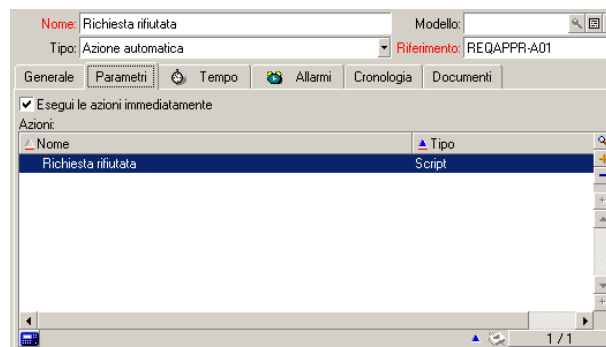 Nome: Richiesta rifiutata Modello:
Tipo: Azione automatica Riferimento: REQAPPR-A01
Generale Parametri Tempo Allarmi Cronologia Documenti
Esegui le azioni immediatamente
Azioni:
Nome Tipo
Richiesta rifiutata Script
1 / 1